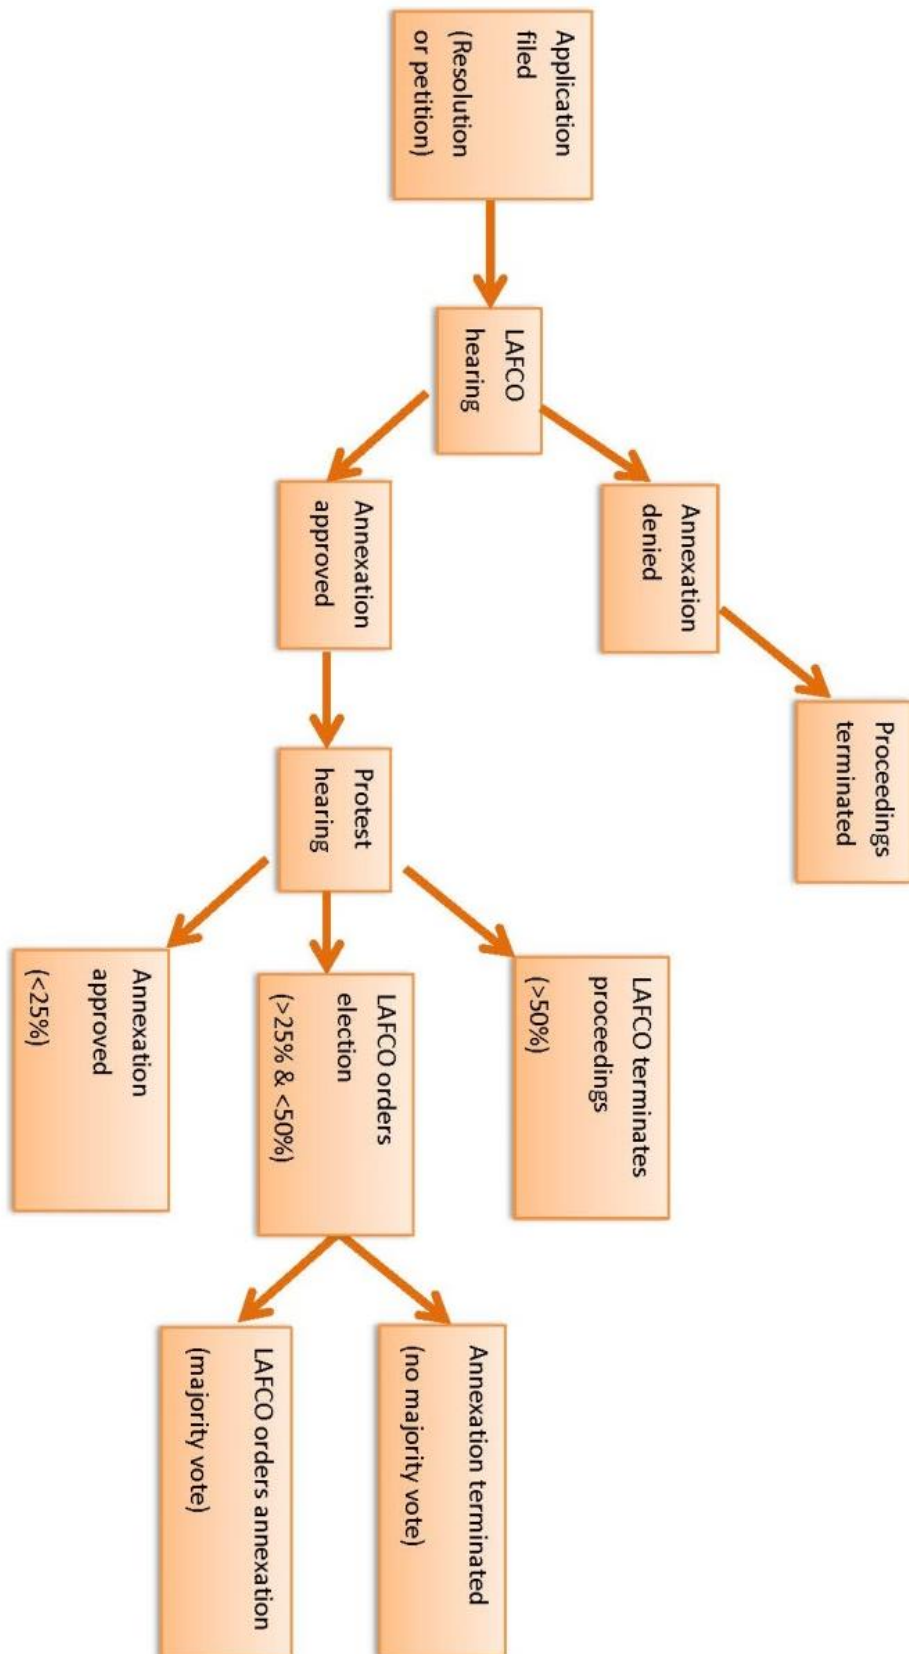 Application
filed
(Resolution
or petition)
LAFCO
hearing
Annexation
denied
Proceedings
terminated
Annexation
approved
Protest
hearing
LAFCO terminates
proceedings
(>50%)
LAFCO orders
election
(>25% & <50%)
Annexation
approved
(<25%)
Annexation terminated
(no majority vote)
LAFCO orders annexation
(majority vote)